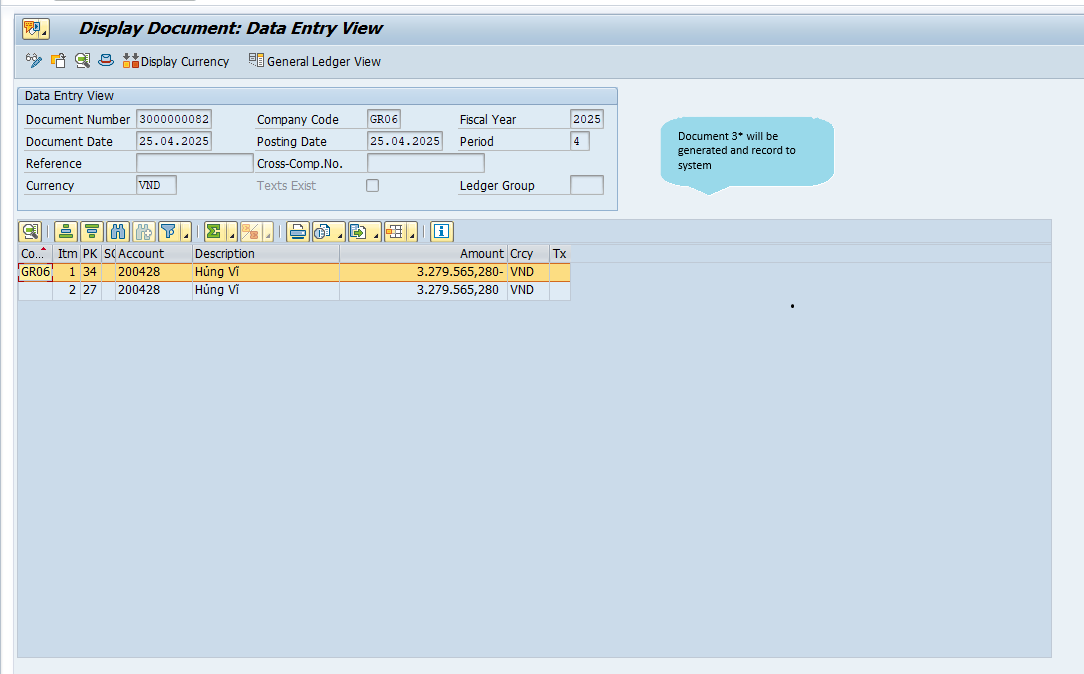 Display Document: Data Entry View
Display Currency General Ledger View
Data Entry View
Document Number 3000000082 Company Code GR06 Fiscal Year 2025
Document Date 25.04.2025 Posting Date 25.04.2025 Period 4
Reference Cross-Comp.No.
Currency VND Texts Exist Ledger Group
Document 3* will be
generated and record to
system
Co... Itm PK SG Account Description Amount Crcy Tx
GR06 1 34 200428 Hùng Vĩ 3.279.565,280- VND
2 27 200428 Hùng Vĩ 3.279.565,280 VND